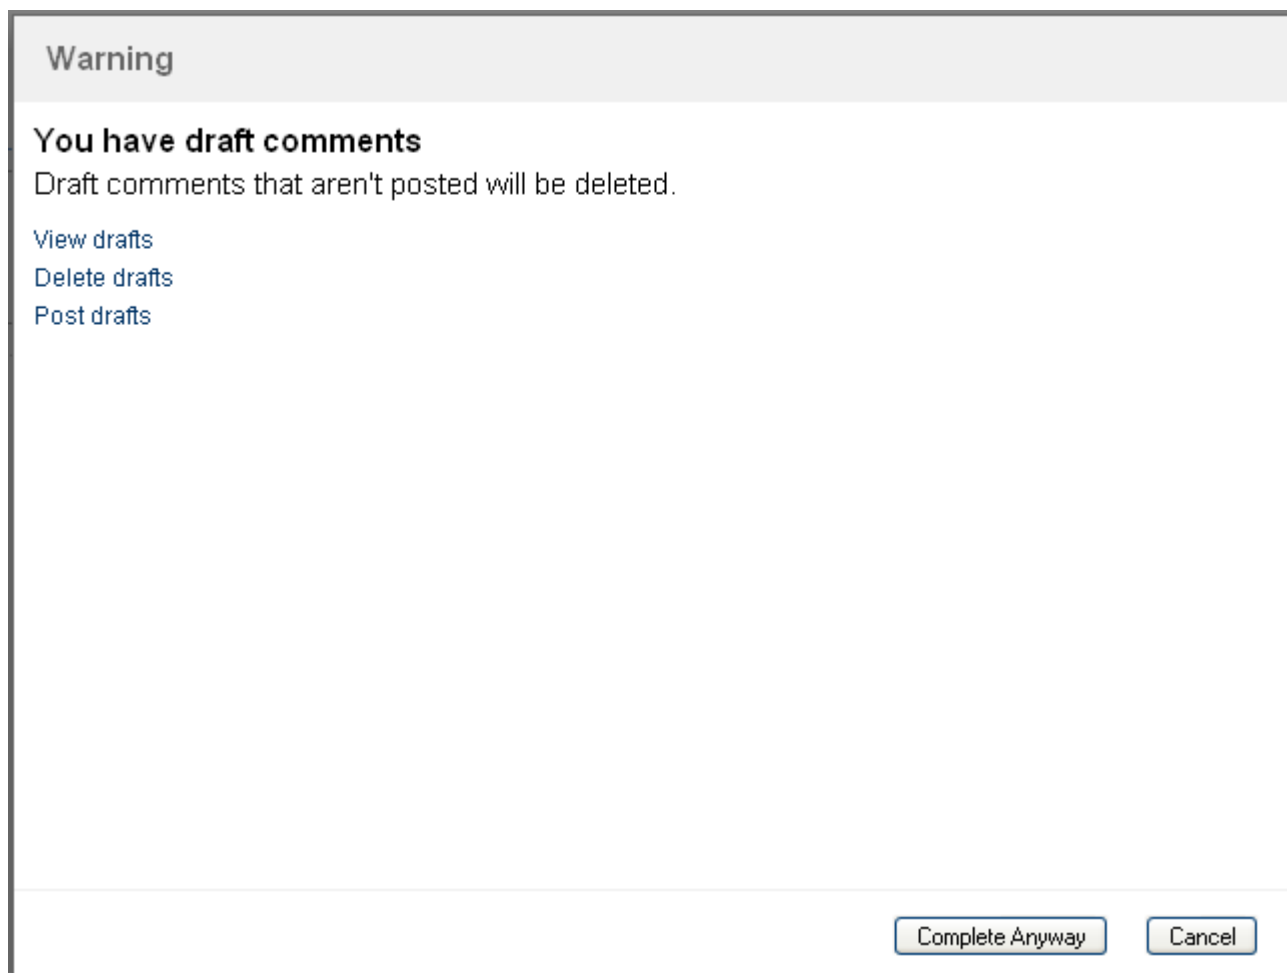 Warning
You have draft comments
Draft comments that aren't posted will be deleted.
View drafts
Delete drafts
Post drafts
Complete Anyway
Cancel